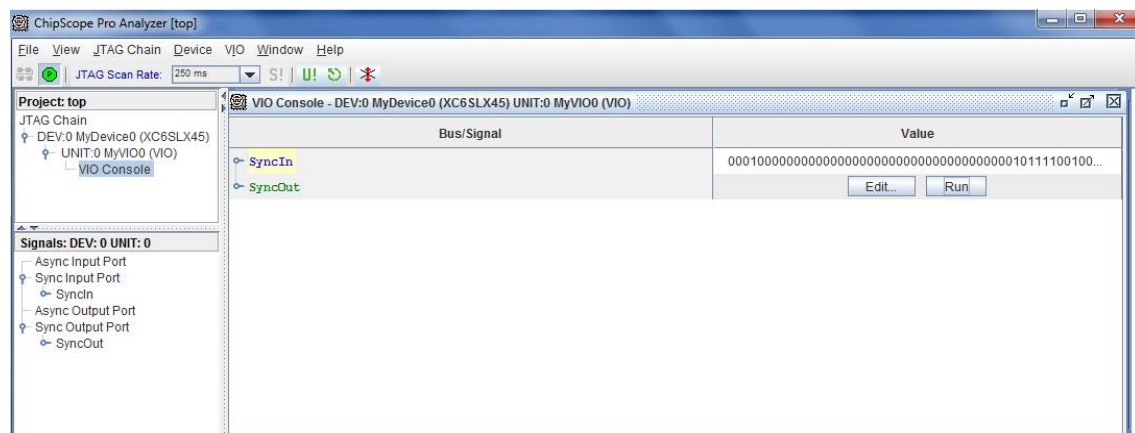 ChipScope Pro Analyzer [top]
File View JTAG Chain Device VIO Window Help
JTAG Scan Rate: 250 ms S! U!
Project: top
JTAG Chain
DEV:0 MyDevice0 (XC6SLX45)
UNIT:0 MyVIO0 (VIO)
VIO Console
Signals: DEV: 0 UNIT: 0
Async Input Port
Sync Input Port
SyncIn
Async Output Port
Sync Output Port
SyncOut
VIO Console - DEV:0 MyDevice0 (XC6SLX45) UNIT:0 MyVIO0 (VIO)
Bus/Signal Value
SyncIn
SyncOut Edit... Run